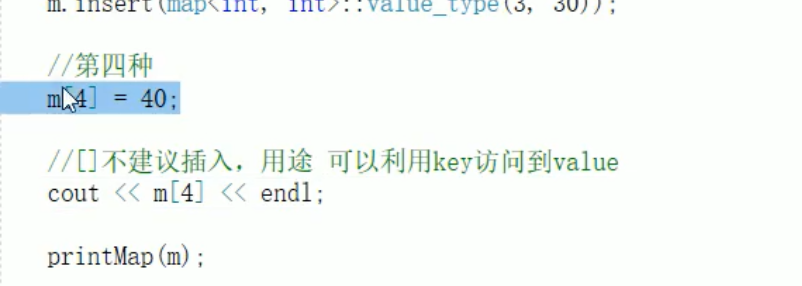 m.insert(map<int, int>::value_type(3, 30));
//第四种
m[4] = 40;
//[]不建议插入，用途 可以利用key访问到value
cout << m[4] << endl;
printMap(m);